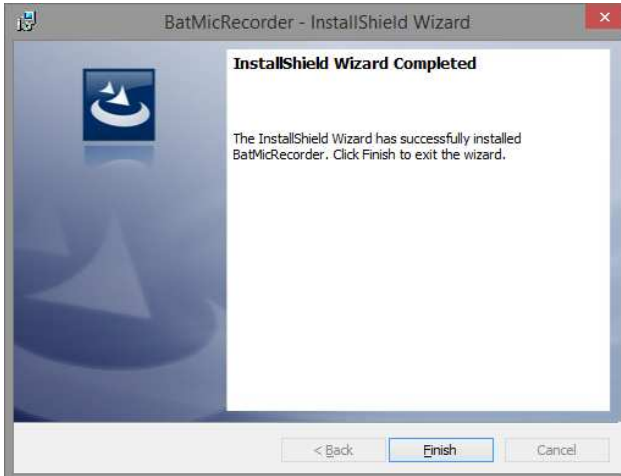 BatMicRecorder - InstallShield Wizard
InstallShield Wizard Completed
The InstallShield Wizard has successfully installed
BatMicRecorder. Click Finish to exit the wizard.
< Back Finish Cancel